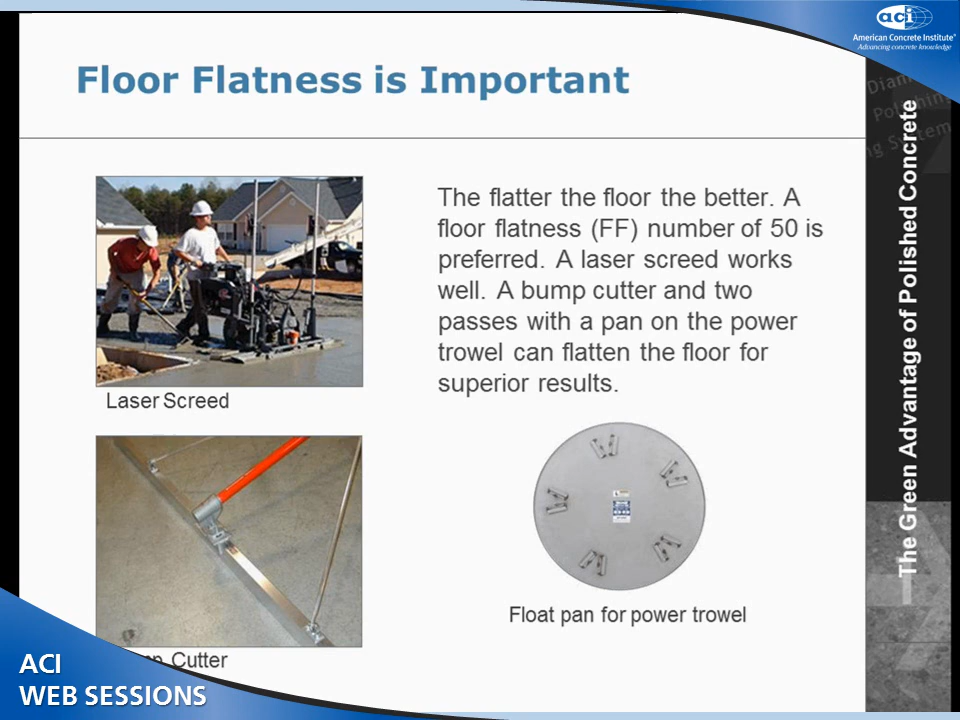 aci
American Concrete Institute®
Advancing concrete knowledge
Floor Flatness is Important
The flatter the floor the better. A
floor flatness (FF) number of 50 is
preferred. A laser screed works
well. A bump cutter and two
passes with a pan on the power
trowel can flatten the floor for
superior results.
Laser Screed
Float pan for power trowel
Cutter
The Green Advantage of Polished Concrete
ACI
WEB SESSIONS